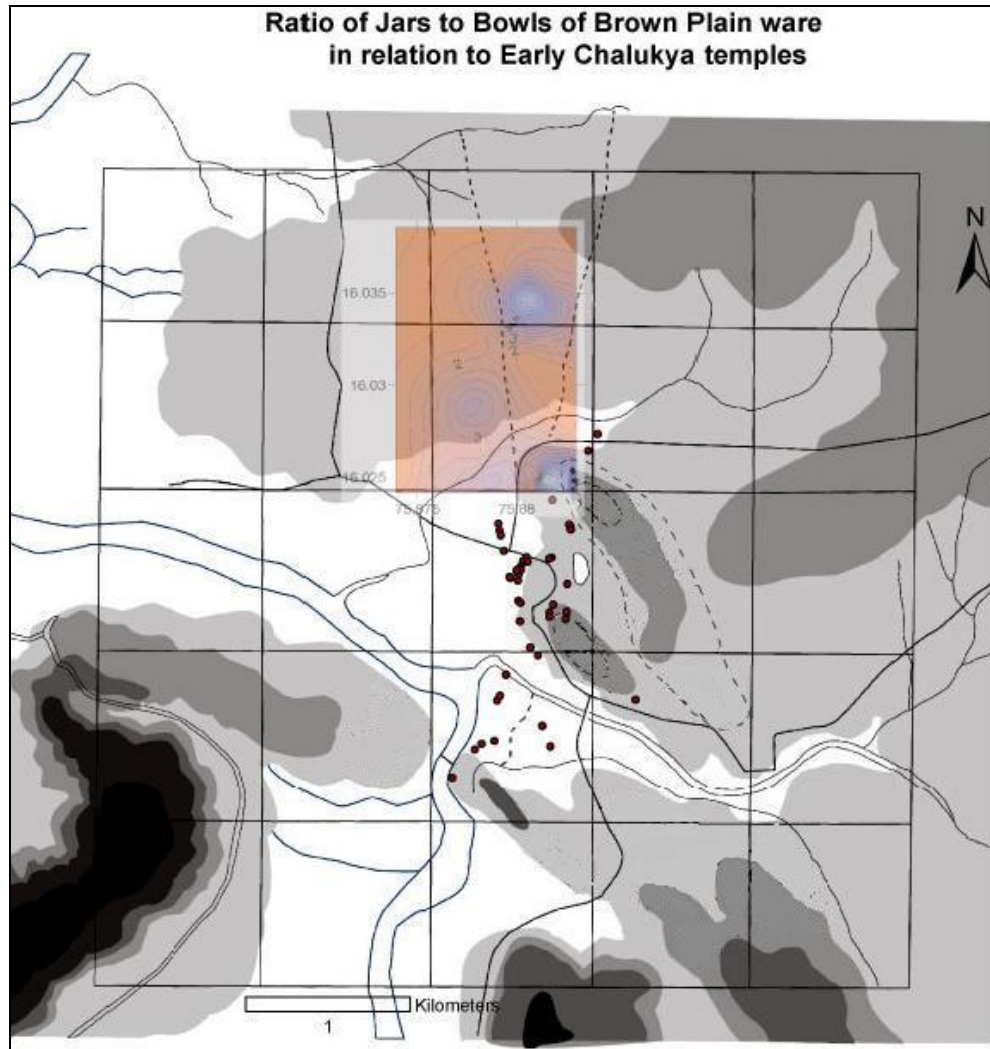 Ratio of Jars to Bowls of Brown Plain ware
in relation to Early Chalukya temples
N
16.035
2
16.03
3
16.025
75.875 75.88
Kilometers
1